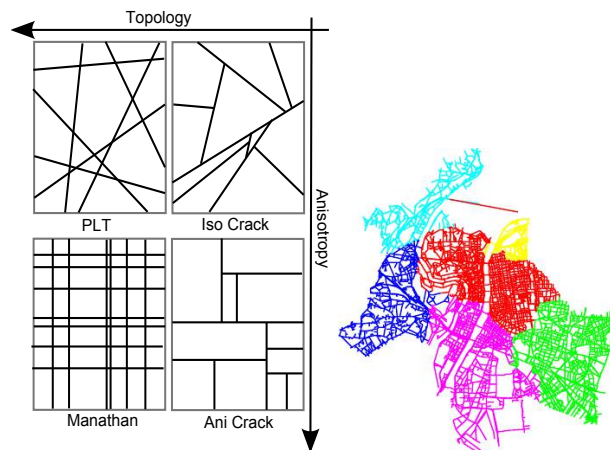 Topology
PLT
Iso Crack
Anisotropy
Manathan
Ani Crack